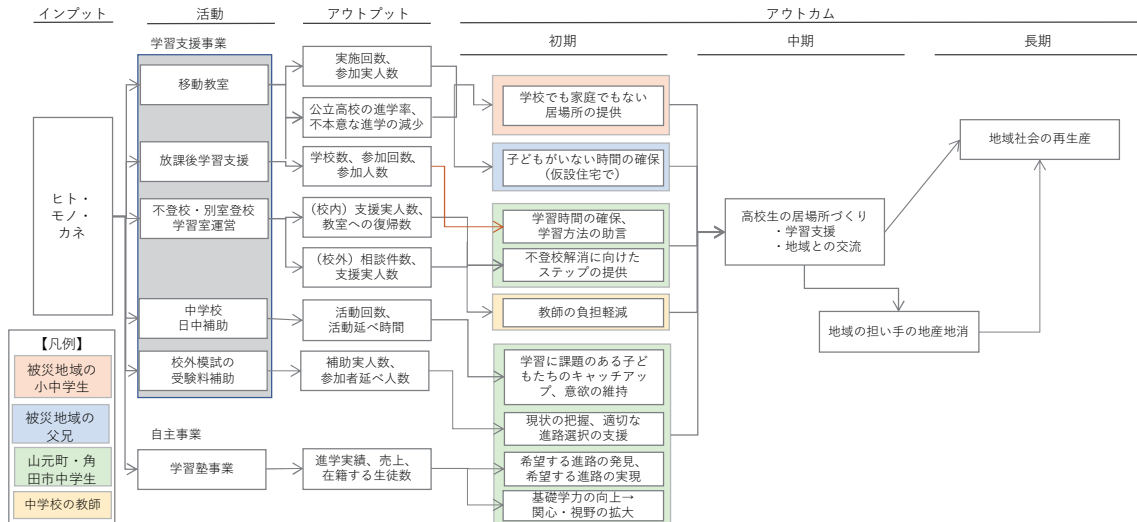 インプット
活動
アウトプット
アウトカム
初期
中期
長期
学習支援事業
移動教室
放課後学習支援
不登校・別室登校
学習室運営
中学校
日中補助
校外模試の
受験料補助
自主事業
学習塾事業
ヒト・
モノ・
カネ
実施回数、
参加実人数
公立高校の進学率、
不本意な進学の減少
学校数、参加回数、
参加人数
(校内)支援実人数、
教室への復帰数
(校外)相談件数、
支援実人数
活動回数、
活動延べ時間
補助実人数、
参加者延べ人数
進学実績、売上、
在籍する生徒数
学校でも家庭でもない
居場所の提供
子どもがいない時間の確保
(仮設住宅で)
学習時間の確保、
学習方法の助言
不登校解消に向けた
ステップの提供
教師の負担軽減
学習に課題のある子ど
もたちのキャッチアッ
プ、意欲の維持
現状の把握、適切な
進路選択の支援
希望する進路の発見、
希望する進路の実現
基礎学力の向上→
関心・視野の拡大
高校生の居場所づくり
・学習支援
・地域との交流
地域社会の再生産
地域の担い手の地産地消
【凡例】
被災地域の
小中学生
被災地域の
父兄
山元町・角
田市中学生
中学校の教師